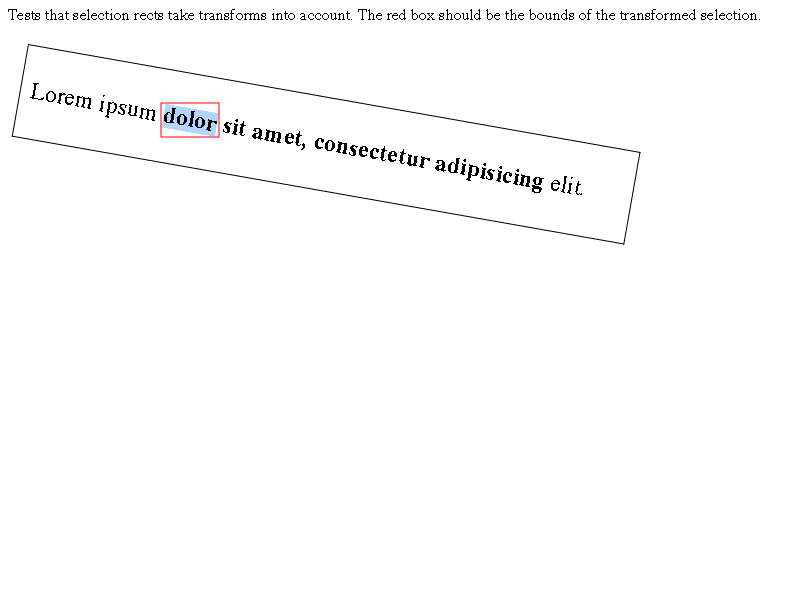 Tests that selection rects take transforms into account. The red box should be the bounds of the transformed selection.
Lorem ipsum dolor sit amet, consectetur adipisicing elit.